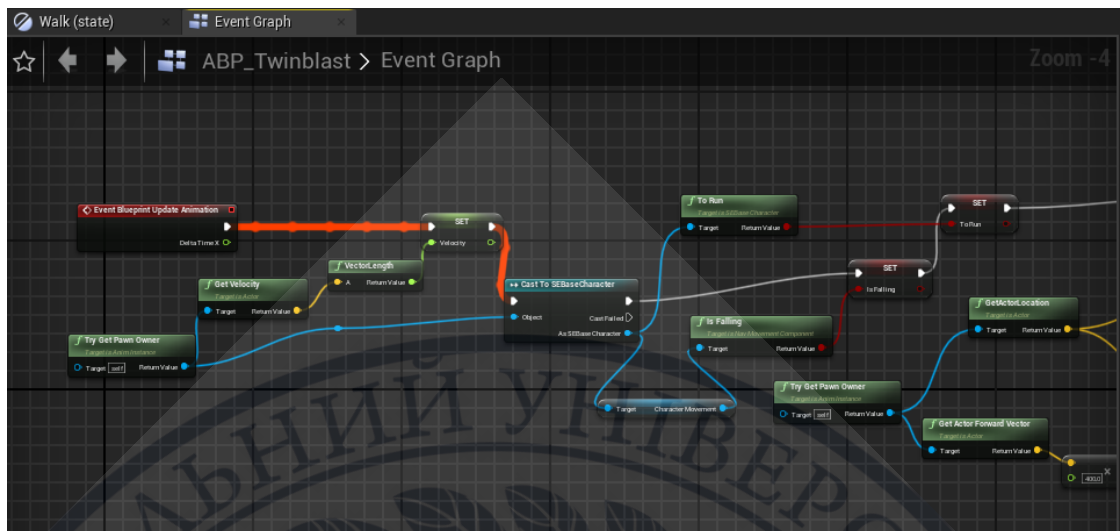 Walk (state) × Event Graph ×
ABP_Twinblast > Event Graph
Zoom -4
Event Blueprint Update Animation
Delta Time X
SET
Velocity
VectorLength
A Return Value
Get Velocity
Target is Actor
Target Return Value
Try Get Pawn Owner
Target is Anim Instance
Target self Return Value
Cast To SEBaseCharacter
Object Cast Failed
As SEBase Character
To Run
Target is SEBase Character
Target Return Value
SET
To Run
SET
Is Falling
Is Falling
Target is Nav Movement Component
Target Return Value
Target Character Movement
GetActorLocation
Target is Actor
Target Return Value
Try Get Pawn Owner
Target is Anim Instance
Target self Return Value
Get Actor Forward Vector
Target is Actor
Target Return Value
-400.0
ЛЬНИЙ УНІВЕРС